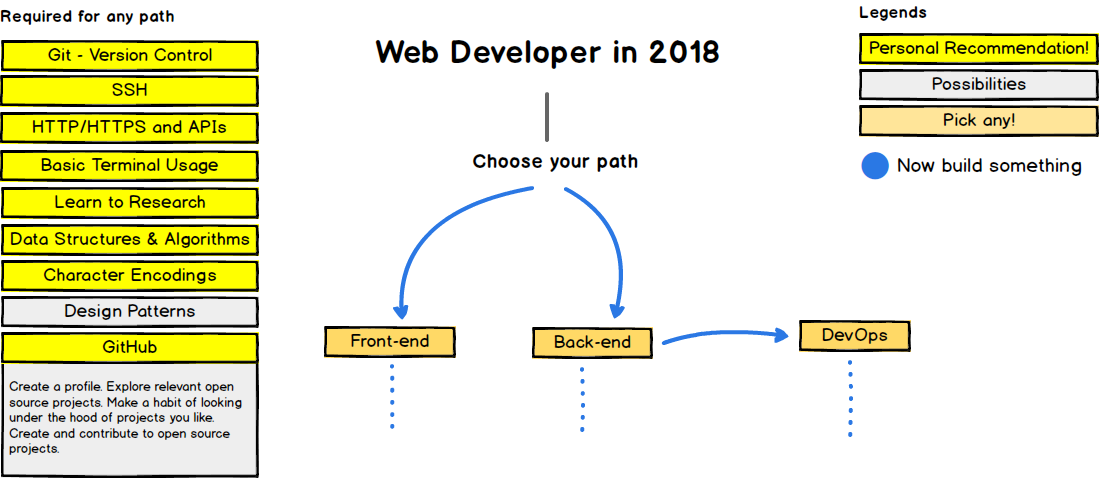 Required for any path
Git - Version Control
SSH
HTTP/HTTPS and APIs
Basic Terminal Usage
Learn to Research
Data Structures & Algorithms
Character Encodings
Design Patterns
GitHub
Create a profile. Explore relevant open
source projects. Make a habit of looking
under the hood of projects you like.
Create and contribute to open source
projects.
Web Developer in 2018
Choose your path
Front-end
Back-end
DevOps
Legends
Personal Recommendation!
Possibilities
Pick any!
Now build something